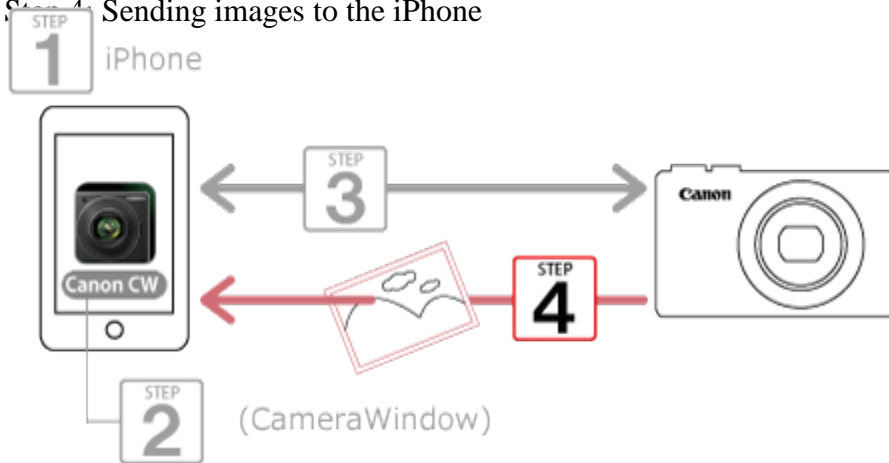 Step 4: Sending images to the iPhone
STEP
1
iPhone
STEP
3
Canon
Canon CW
STEP
4
STEP
2
(CameraWindow)